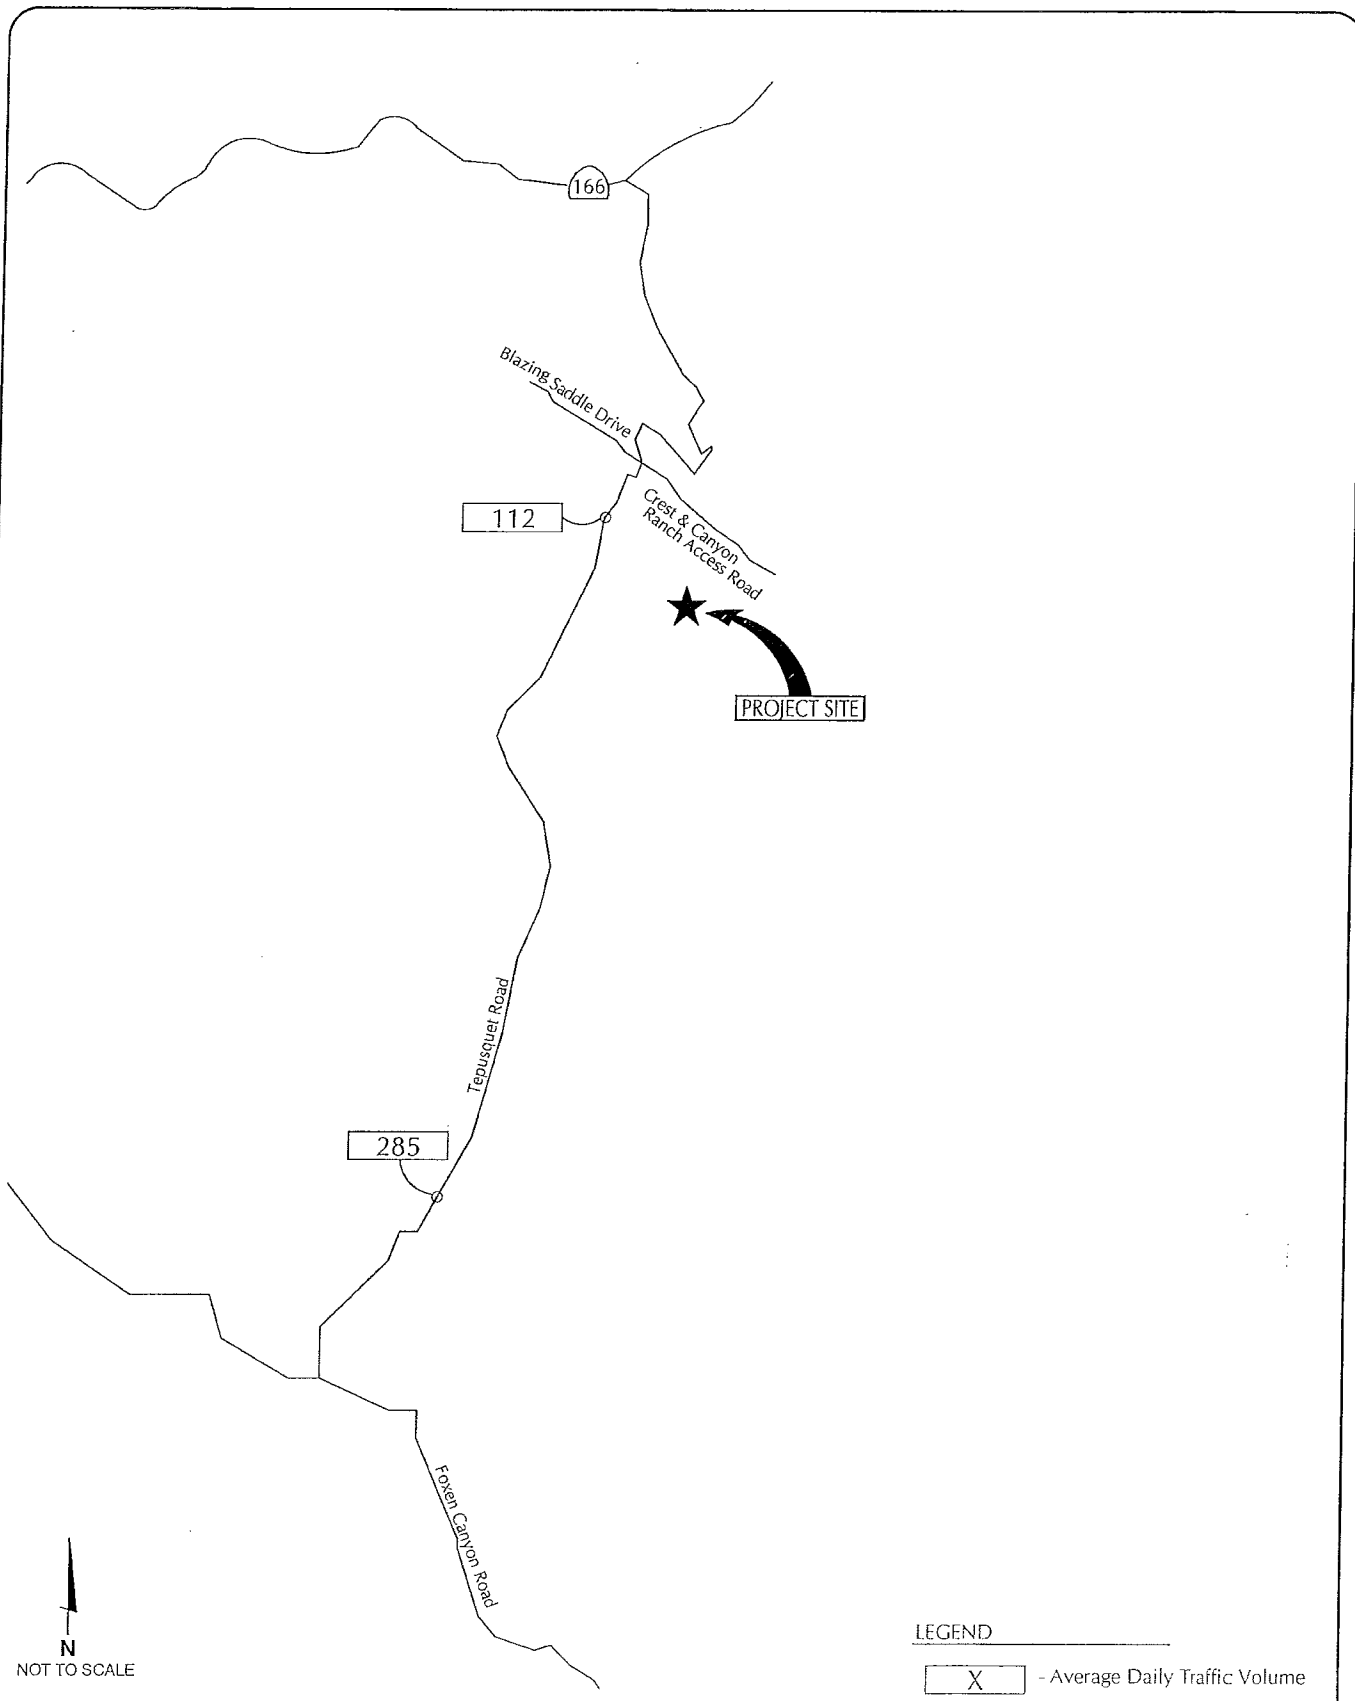 166
Blazing Saddle Drive
112
Crest & Canyon
Ranch Access Road
PROJECT SITE
Tepusquet Road
285
Foxen Canyon Road
N
NOT TO SCALE
LEGEND
X - Average Daily Traffic Volume